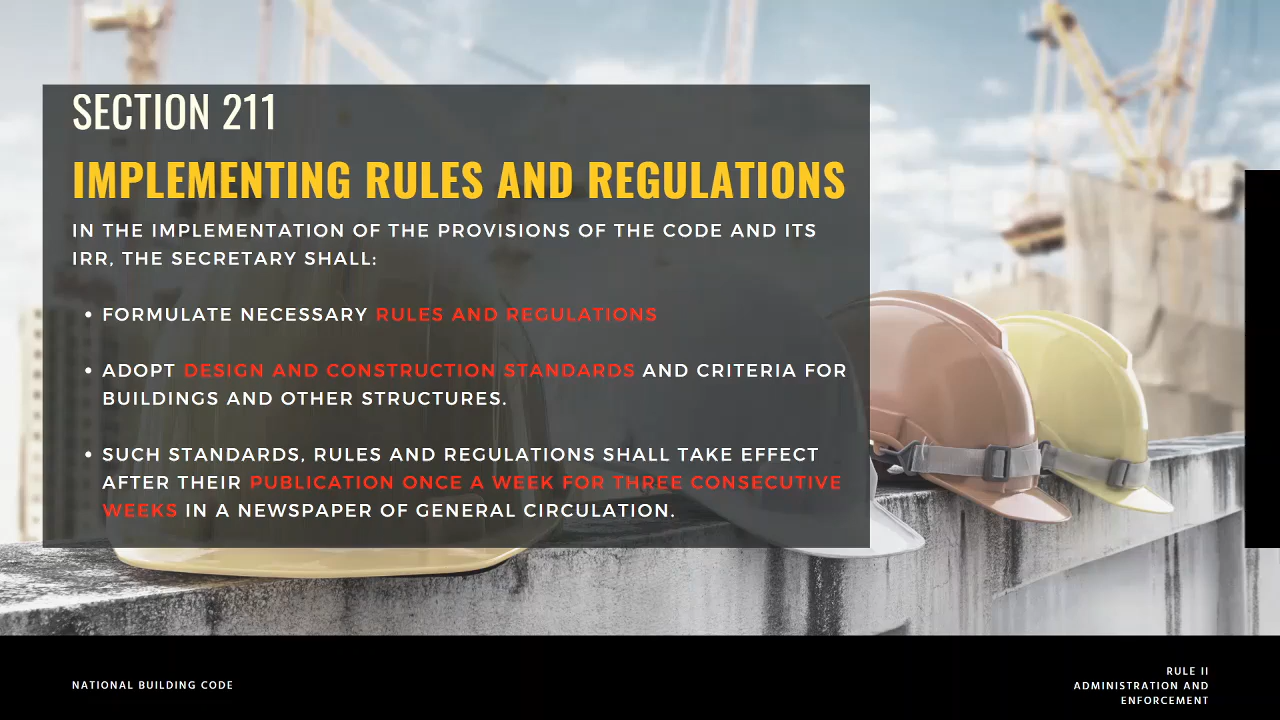 SECTION 211
IMPLEMENTING RULES AND REGULATIONS
IN THE IMPLEMENTATION OF THE PROVISIONS OF THE CODE AND ITS
IRR, THE SECRETARY SHALL:
• FORMULATE NECESSARY RULES AND REGULATIONS
• ADOPT DESIGN AND CONSTRUCTION STANDARDS AND CRITERIA FOR
BUILDINGS AND OTHER STRUCTURES.
• SUCH STANDARDS, RULES AND REGULATIONS SHALL TAKE EFFECT
AFTER THEIR PUBLICATION ONCE A WEEK FOR THREE CONSECUTIVE
WEEKS IN A NEWSPAPER OF GENERAL CIRCULATION.
NATIONAL BUILDING CODE
RULE II
ADMINISTRATION AND
ENFORCEMENT